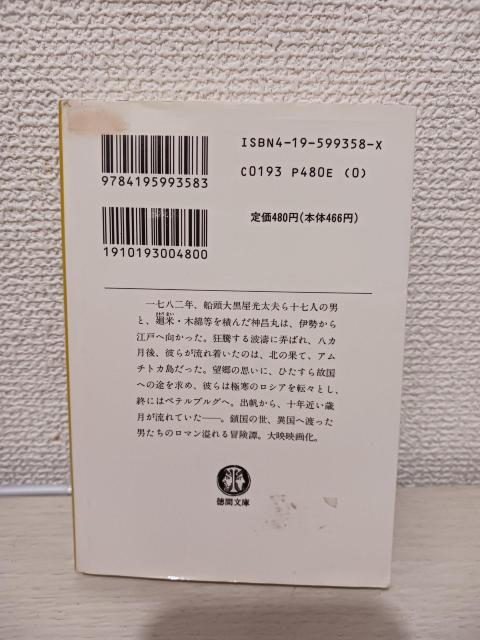 ISBN4-19-599358-X
C0193 P480E (0)
9784195993583
定価480円(本体466円)
1910193004800
一七八二年、船頭大黒屋光太夫ら十七人の男
と、廻米・木綿等を積んだ神昌丸は、伊勢から
江戸へ向かった。狂騰する波濤に弄ばれ、八カ
月後、彼らが流れ着いたのは、北の果て、アム
チトカ島だった。望郷の思いに、ひたすら故国
への途を求め、彼らは極寒のロシアを転々とし、
終にはペテルブルグへ。出帆から、十年近い歳
月が流れていた――。鎖国の世、異国へ渡った
男たちのロマン溢れる冒険譚。大映映画化。
徳間文庫